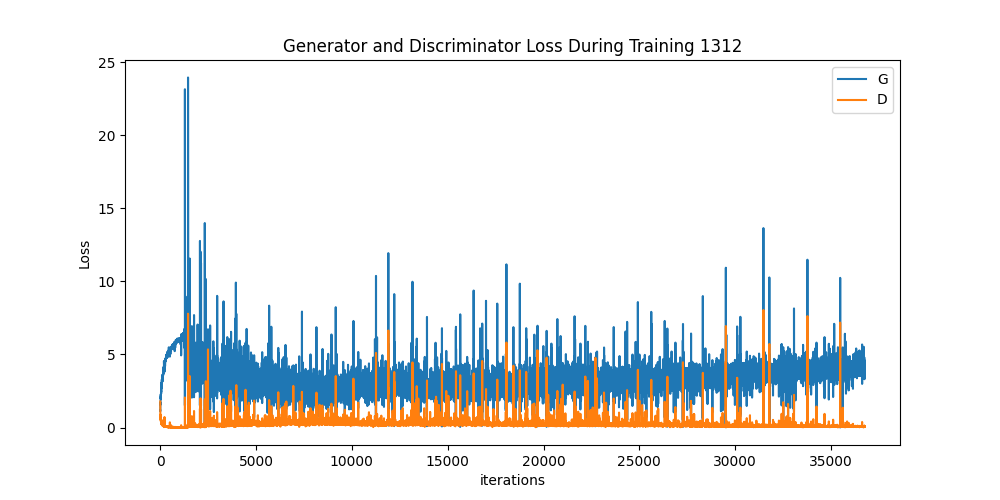 Generator and Discriminator Loss During Training 1312
25
20
15
10
5
0
Loss
G
D
0 5000 10000 15000 20000 25000 30000 35000
iterations